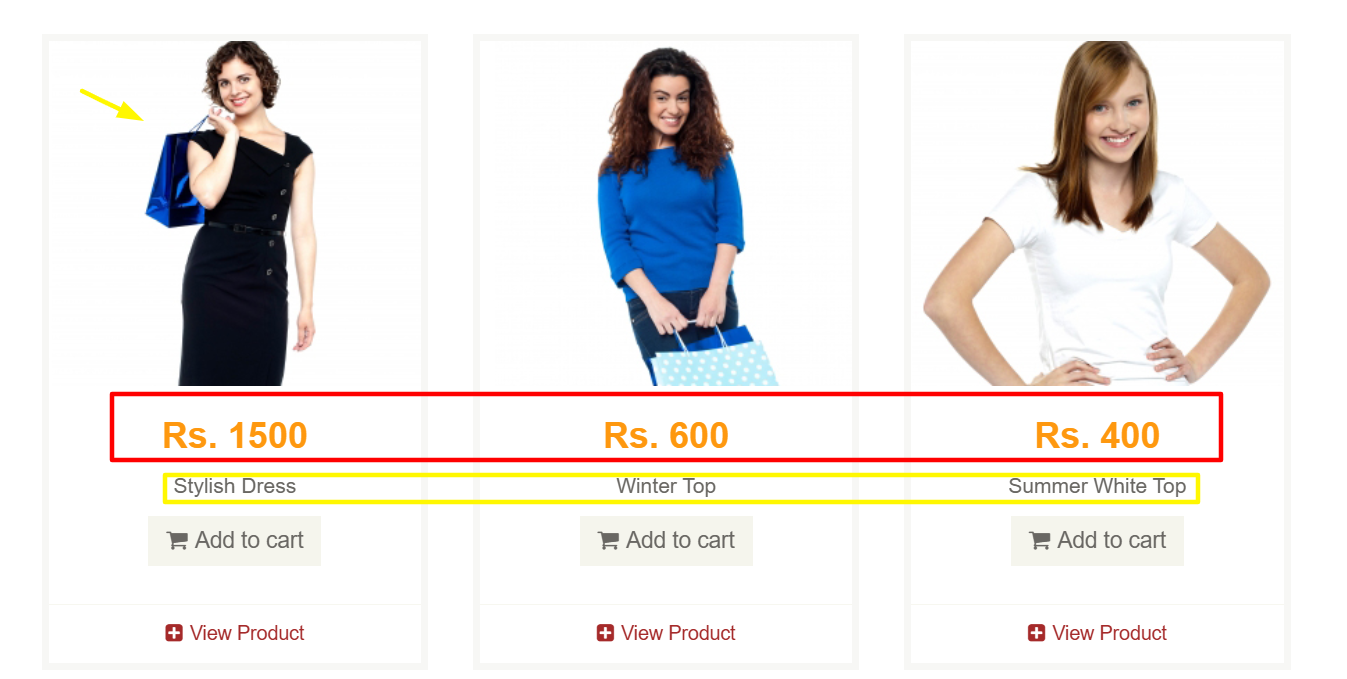 Rs. 1500
Stylish Dress
Add to cart
View Product
Rs. 600
Winter Top
Add to cart
View Product
Rs. 400
Summer White Top
Add to cart
View Product